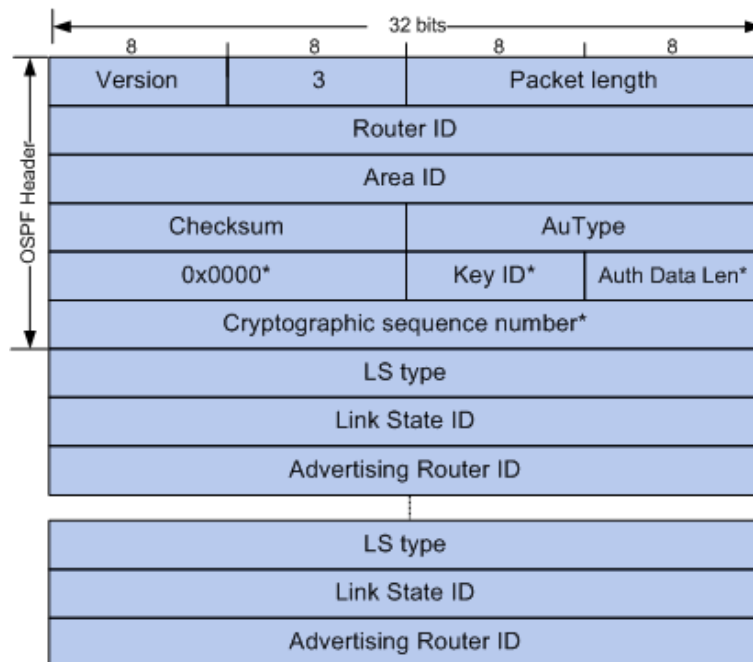 32 bits
8 8 8 8
OSPF Header
Version 3 Packet length
Router ID
Area ID
Checksum AuType
0x0000* Key ID* Auth Data Len*
Cryptographic sequence number*
LS type
Link State ID
Advertising Router ID
LS type
Link State ID
Advertising Router ID